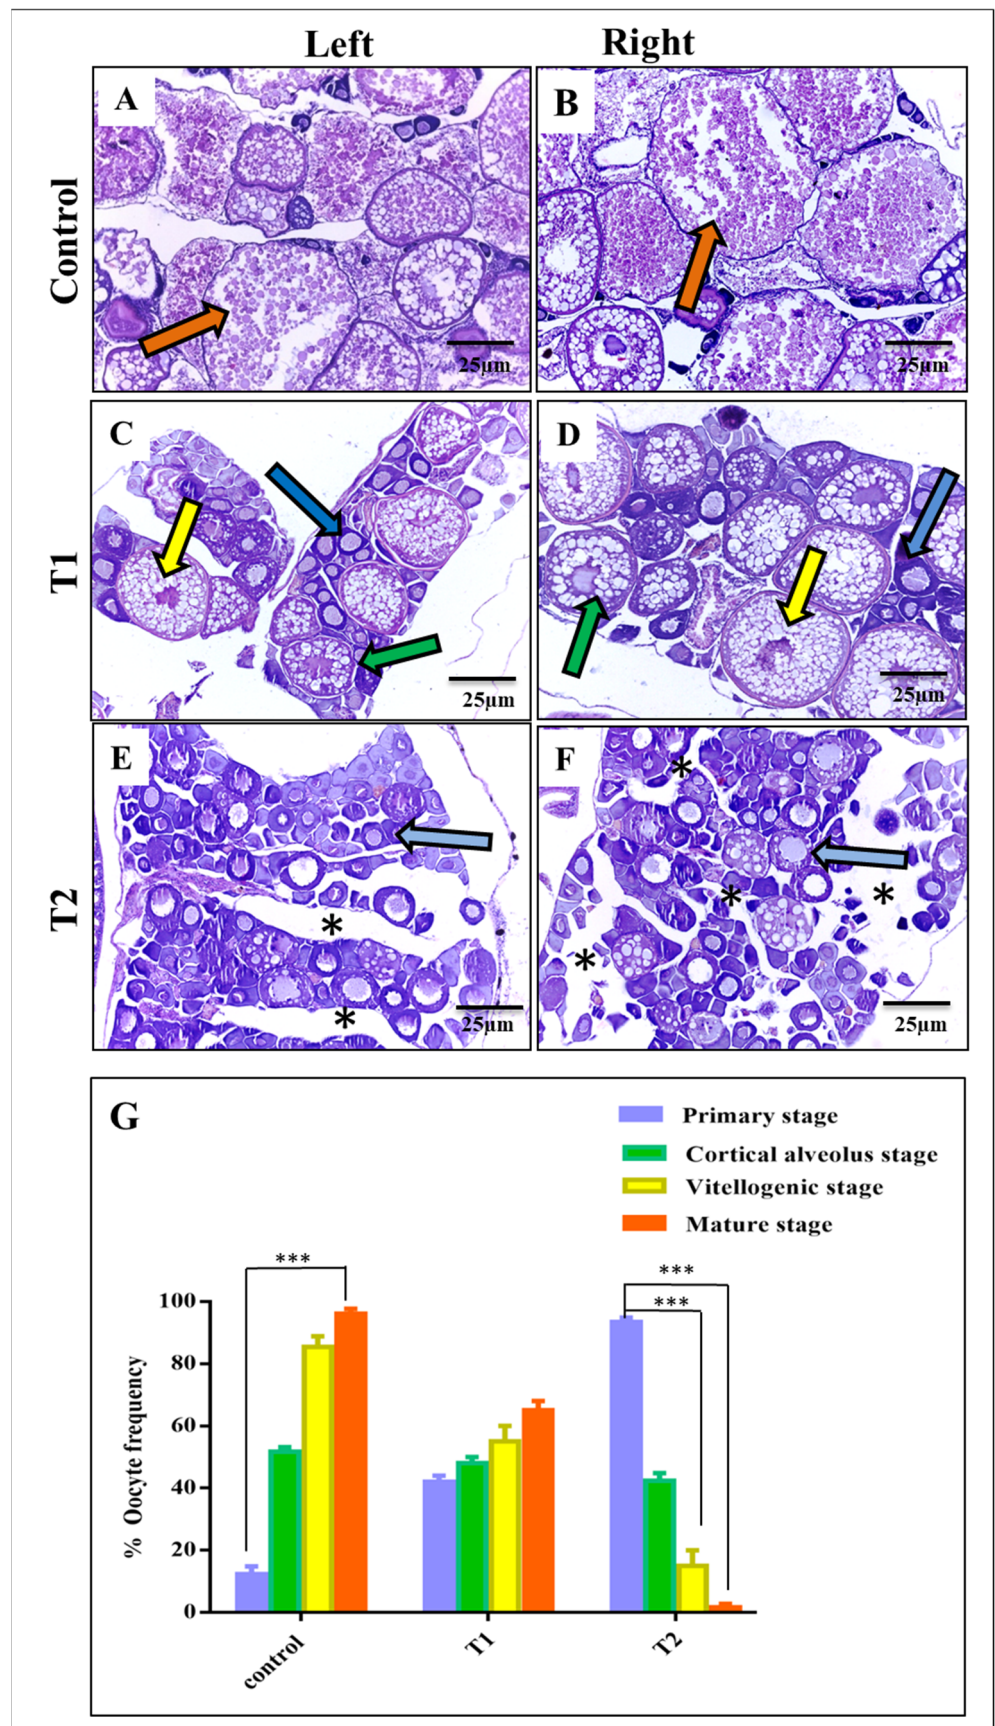 Left Right
Control
A
25μm
B
25μm
T1
C
25μm
D
25μm
T2
E
*
*
25μm
F
*
*
*
*
25μm
G
Primary stage
Cortical alveolus stage
Vitellogenic stage
Mature stage
% Oocyte frequency
100
80
60
40
20
0
***
***
***
control
T1
T2